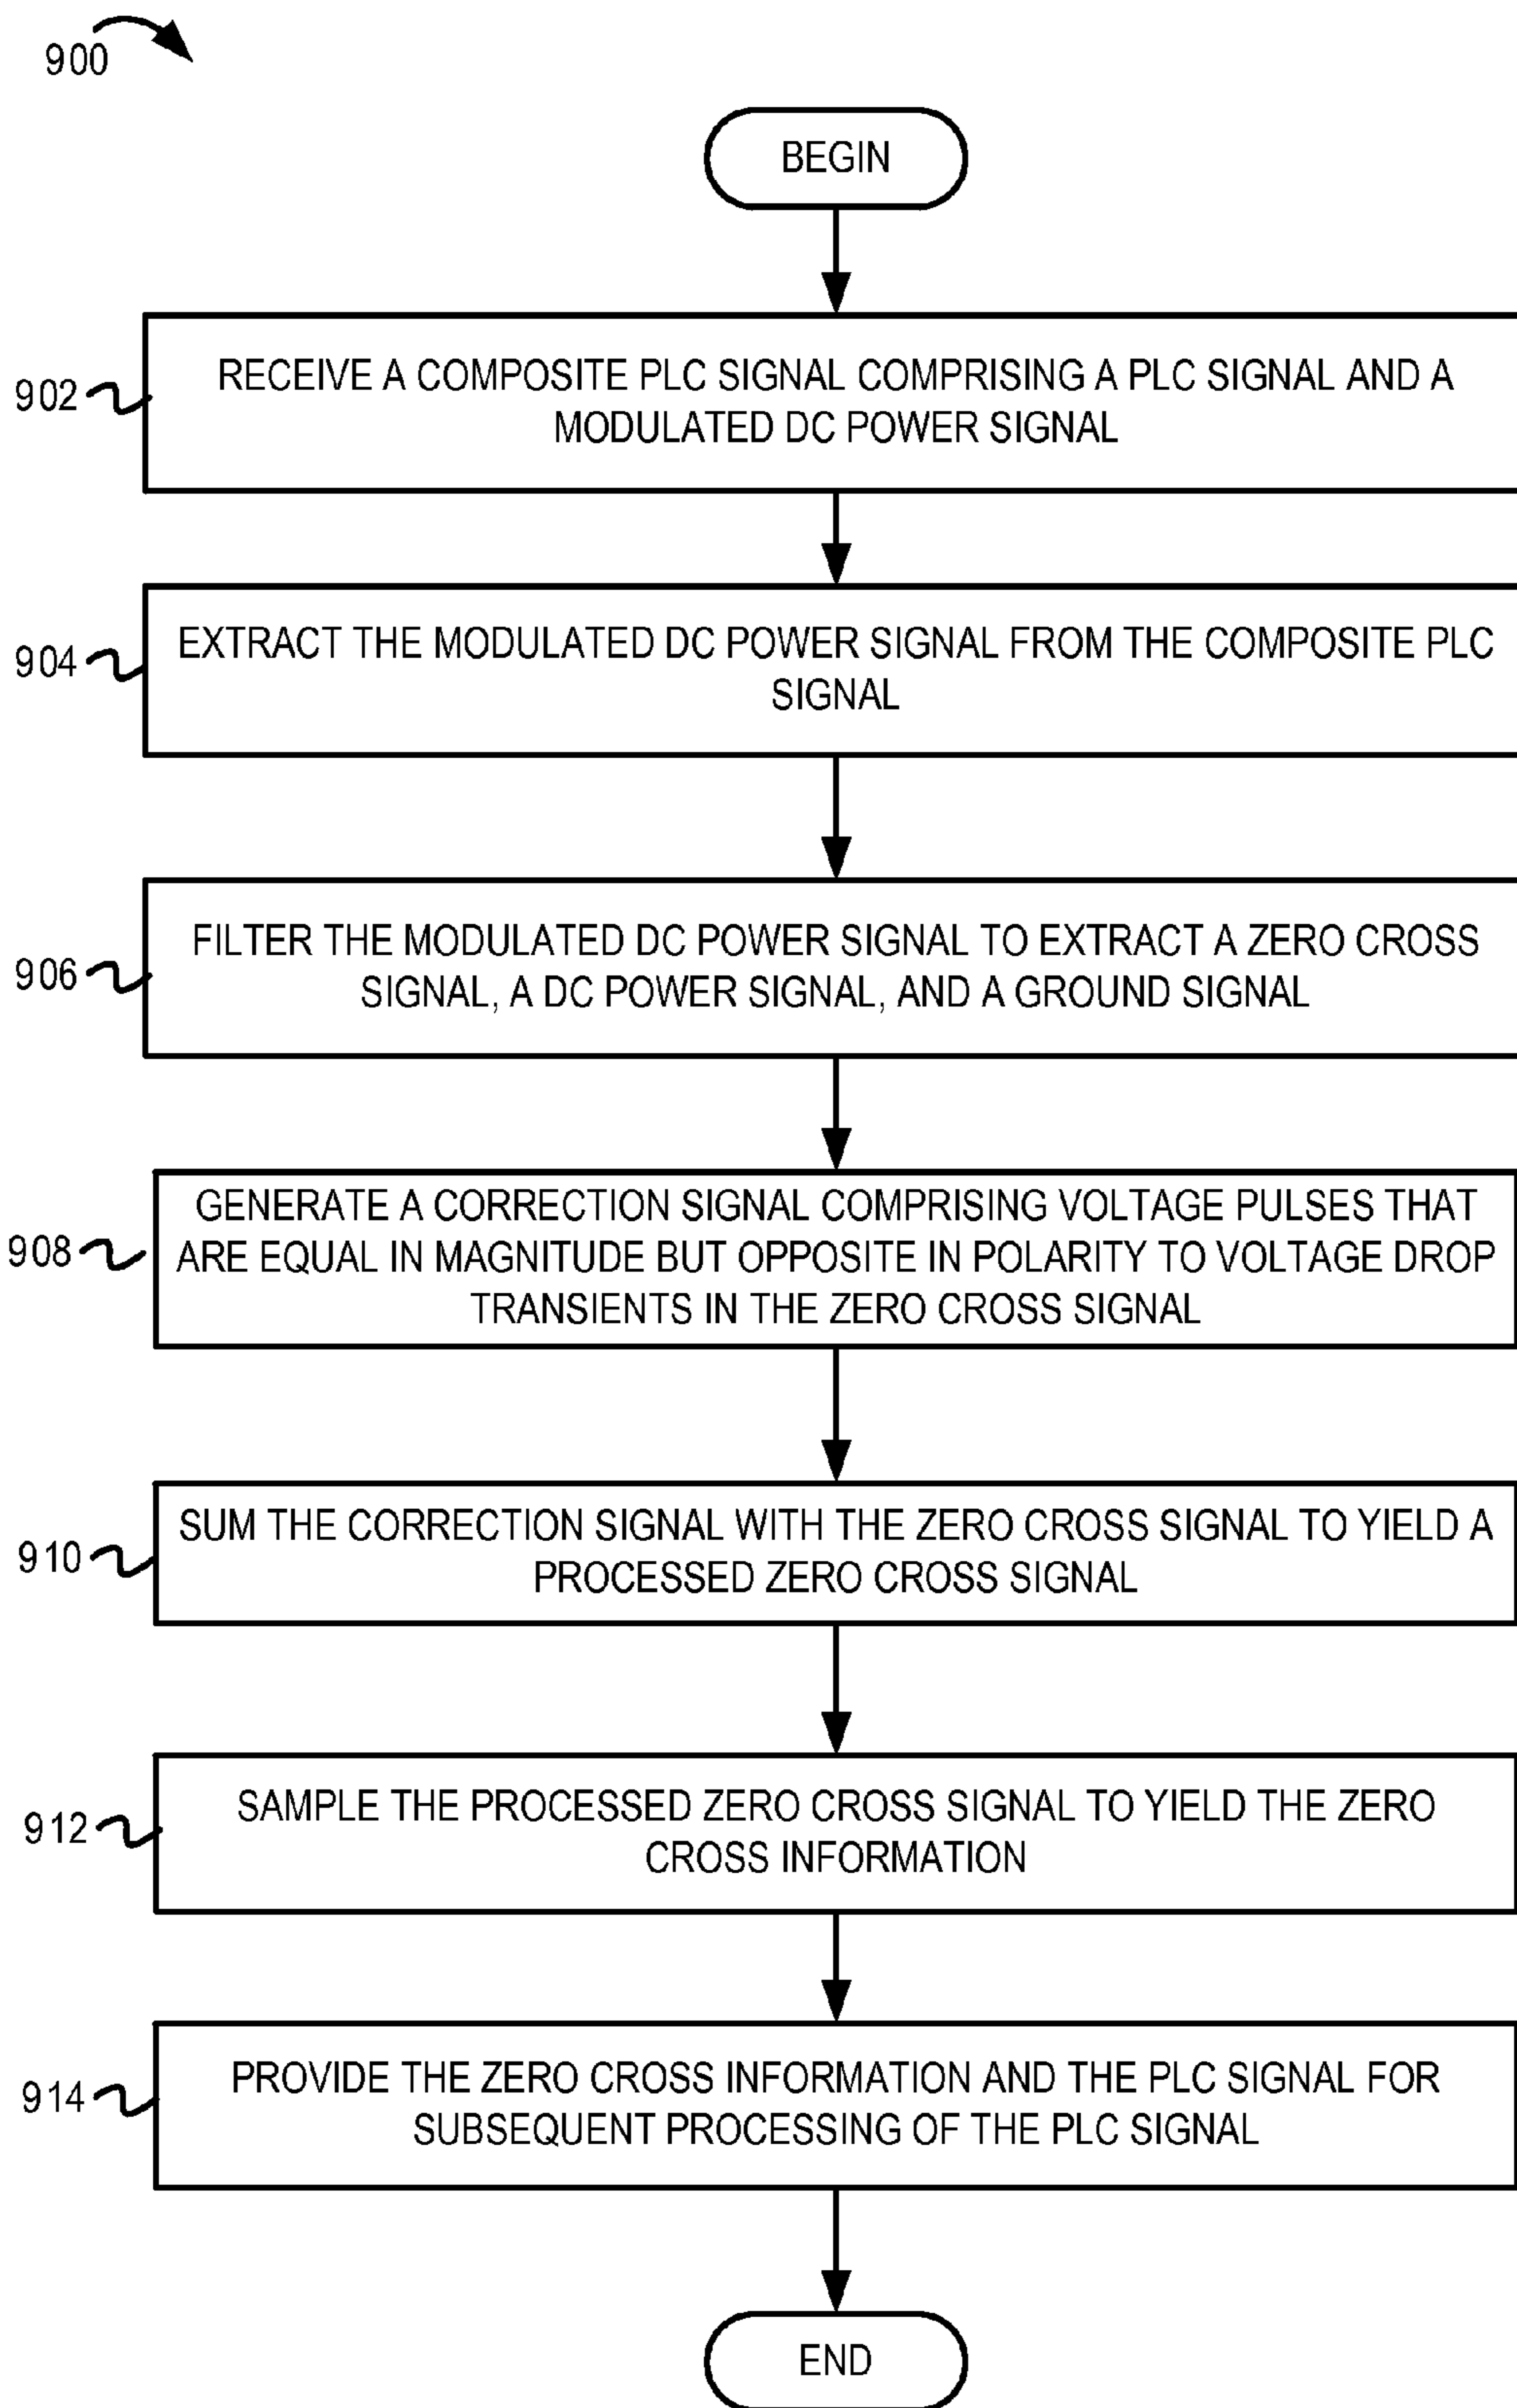 900
BEGIN
902
RECEIVE A COMPOSITE PLC SIGNAL COMPRISING A PLC SIGNAL AND A
MODULATED DC POWER SIGNAL
904
EXTRACT THE MODULATED DC POWER SIGNAL FROM THE COMPOSITE PLC
SIGNAL
906
FILTER THE MODULATED DC POWER SIGNAL TO EXTRACT A ZERO CROSS
SIGNAL, A DC POWER SIGNAL, AND A GROUND SIGNAL
908
GENERATE A CORRECTION SIGNAL COMPRISING VOLTAGE PULSES THAT
ARE EQUAL IN MAGNITUDE BUT OPPOSITE IN POLARITY TO VOLTAGE DROP
TRANSIENTS IN THE ZERO CROSS SIGNAL
910
SUM THE CORRECTION SIGNAL WITH THE ZERO CROSS SIGNAL TO YIELD A
PROCESSED ZERO CROSS SIGNAL
912
SAMPLE THE PROCESSED ZERO CROSS SIGNAL TO YIELD THE ZERO
CROSS INFORMATION
914
PROVIDE THE ZERO CROSS INFORMATION AND THE PLC SIGNAL FOR
SUBSEQUENT PROCESSING OF THE PLC SIGNAL
END